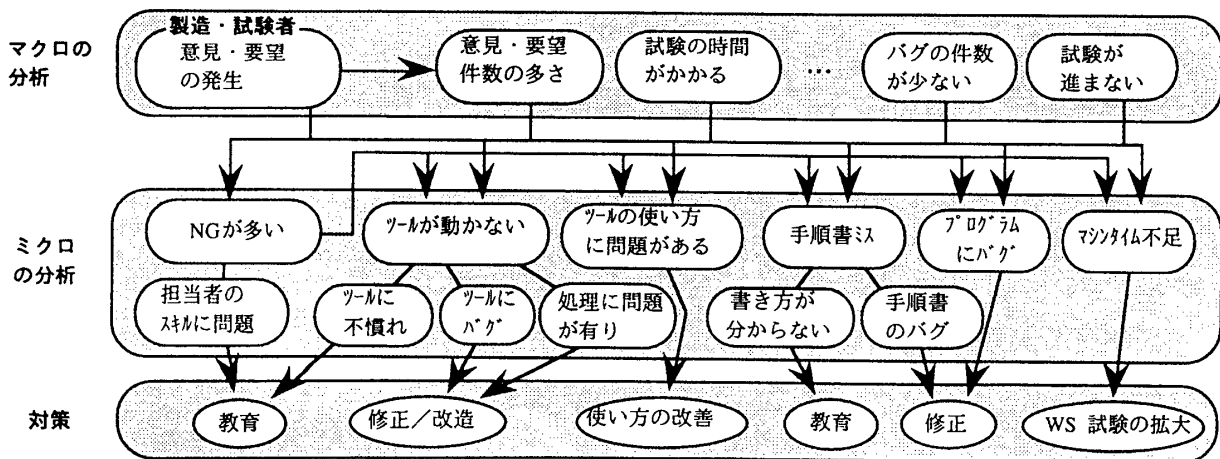 製造・試験者
マクロの
分析
意見・要望
の発生
意見・要望
件数の多さ
試験の時間
がかかる
…
バグの件数
が少ない
試験が
進まない
ミクロ
の分析
NGが多い
ﾂｰﾙが動かない
ﾂｰﾙの使い方
に問題がある
手順書ﾐｽ
ﾌﾟﾛｸﾞﾗﾑ
にﾊﾞｸﾞ
ﾏｼﾝﾀｲﾑ不足
担当者の
ｽｷﾙに問題
ﾂｰﾙに
不慣れ
ﾂｰﾙに
ﾊﾞｸﾞ
処理に問題
が有り
書き方が
分からない
手順書
のバグ
対策
教育
修正／改造
使い方の改善
教育
修正
WS 試験の拡大